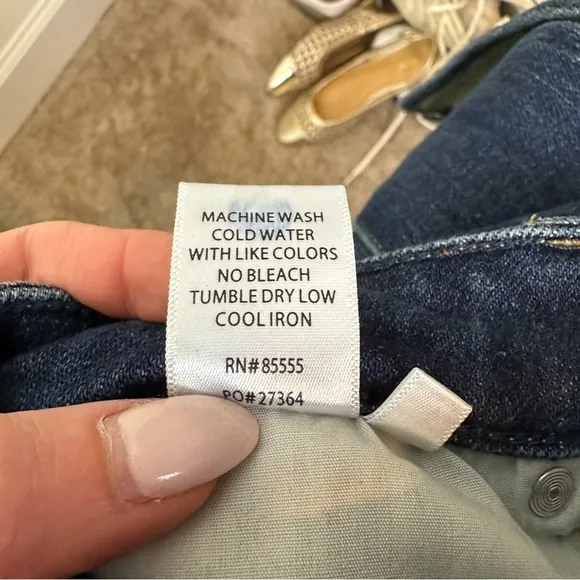 MACHINE WASH
COLD WATER
WITH LIKE COLORS
NO BLEACH
TUMBLE DRY LOW
COOL IRON
RN#85555
PO#27364